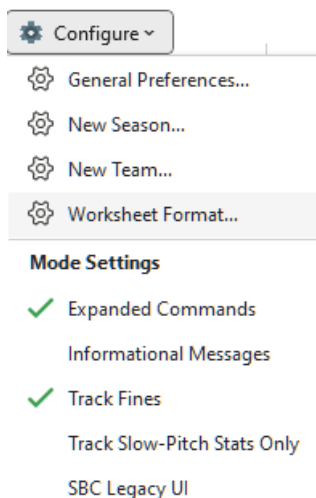 Configure
General Preferences...
New Season...
New Team...
Worksheet Format...
Mode Settings
Expanded Commands
Informational Messages
Track Fines
Track Slow-Pitch Stats Only
SBC Legacy UI